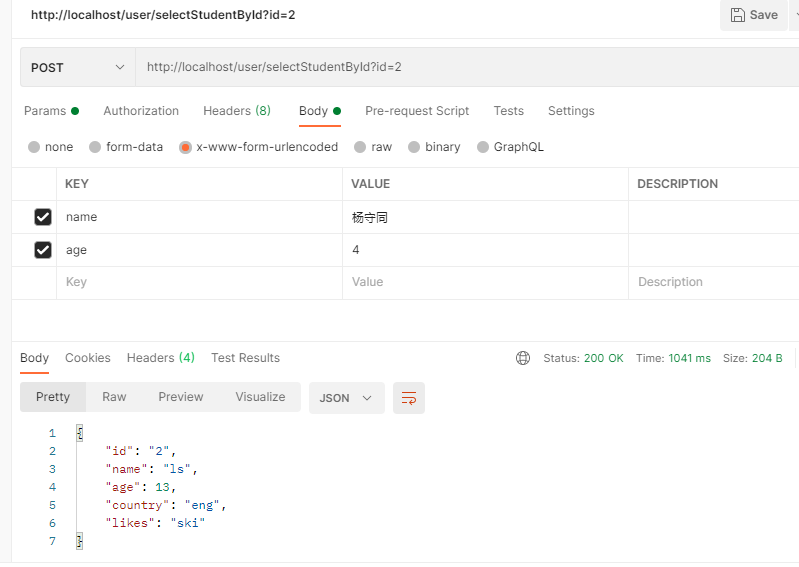 http://localhost/user/selectStudentById?id=2 Save
POST http://localhost/user/selectStudentById?id=2
Params Authorization Headers (8) Body Pre-request Script Tests Settings
none form-data x-www-form-urlencoded raw binary GraphQL
KEY VALUE DESCRIPTION
name 杨守同
age 4
Key Value Description
Body Cookies Headers (4) Test Results Status: 200 OK Time: 1041 ms Size: 204 B
Pretty Raw Preview Visualize JSON
1 {
2 "id": "2",
3 "name": "ls",
4 "age": 13,
5 "country": "eng",
6 "likes": "ski"
7 }